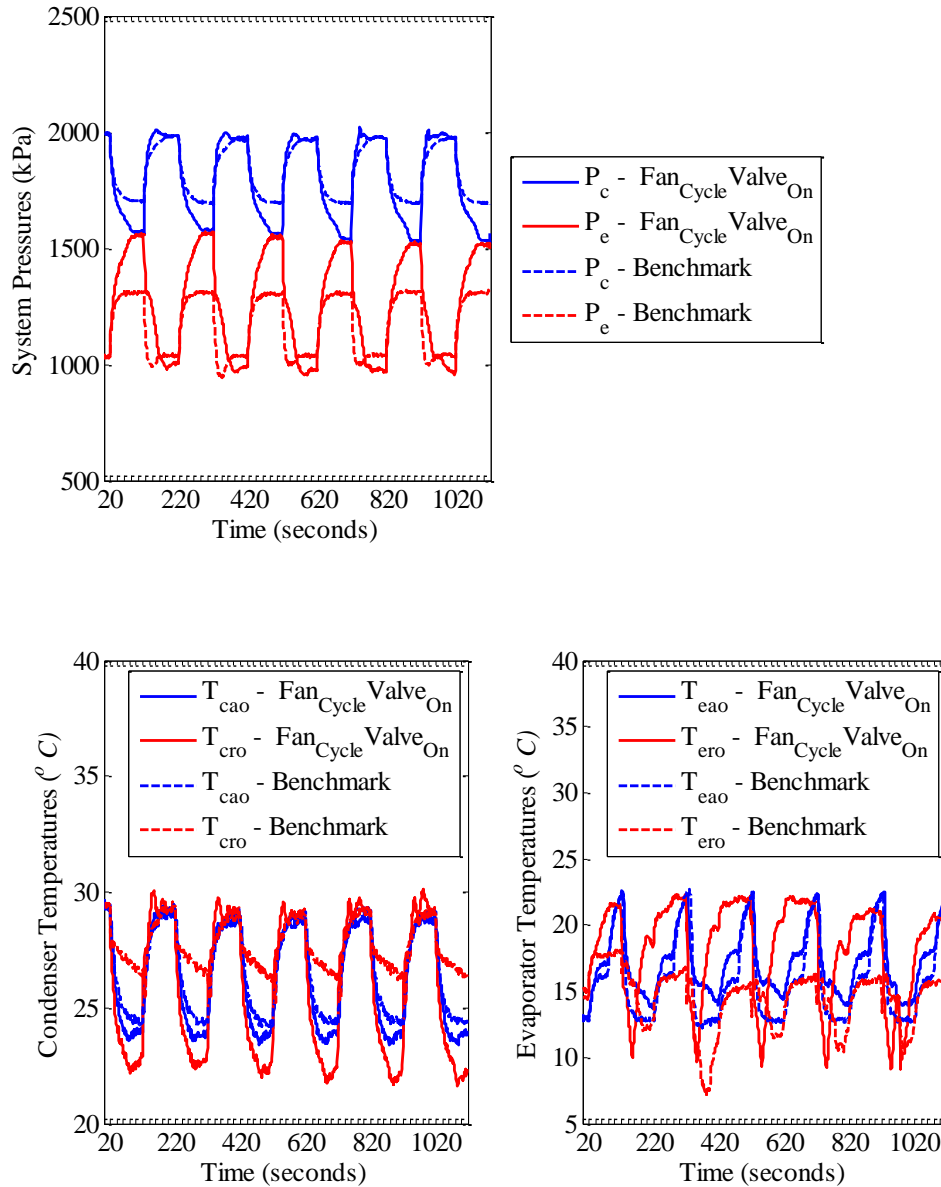 2500
2000
1500
1000
500
System Pressures (kPa)
20 220 420 620 820 1020
Time (seconds)
P_c - Fan_Cycle Valve_On
P_e - Fan_Cycle Valve_On
P_c - Benchmark
P_e - Benchmark
40
35
30
25
20
Condenser Temperatures (° C)
20 220 420 620 820 1020
Time (seconds)
T_cao - Fan_Cycle Valve_On
T_cro - Fan_Cycle Valve_On
T_cao - Benchmark
T_cro - Benchmark
40
35
30
25
20
15
10
5
Evaporator Temperatures (° C)
20 220 420 620 820 1020
Time (seconds)
T_eao - Fan_Cycle Valve_On
T_ero - Fan_Cycle Valve_On
T_eao - Benchmark
T_ero - Benchmark